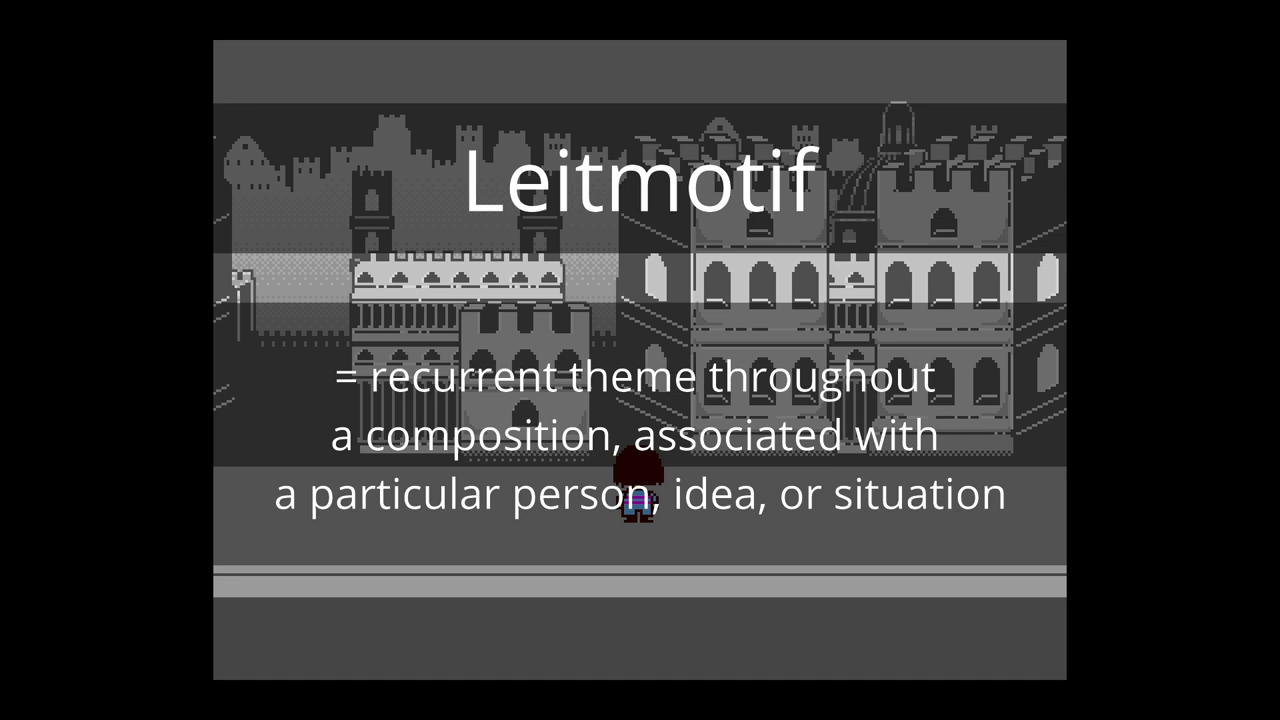 Leitmotif
= recurrent theme throughout
a composition, associated with
a particular person, idea, or situation